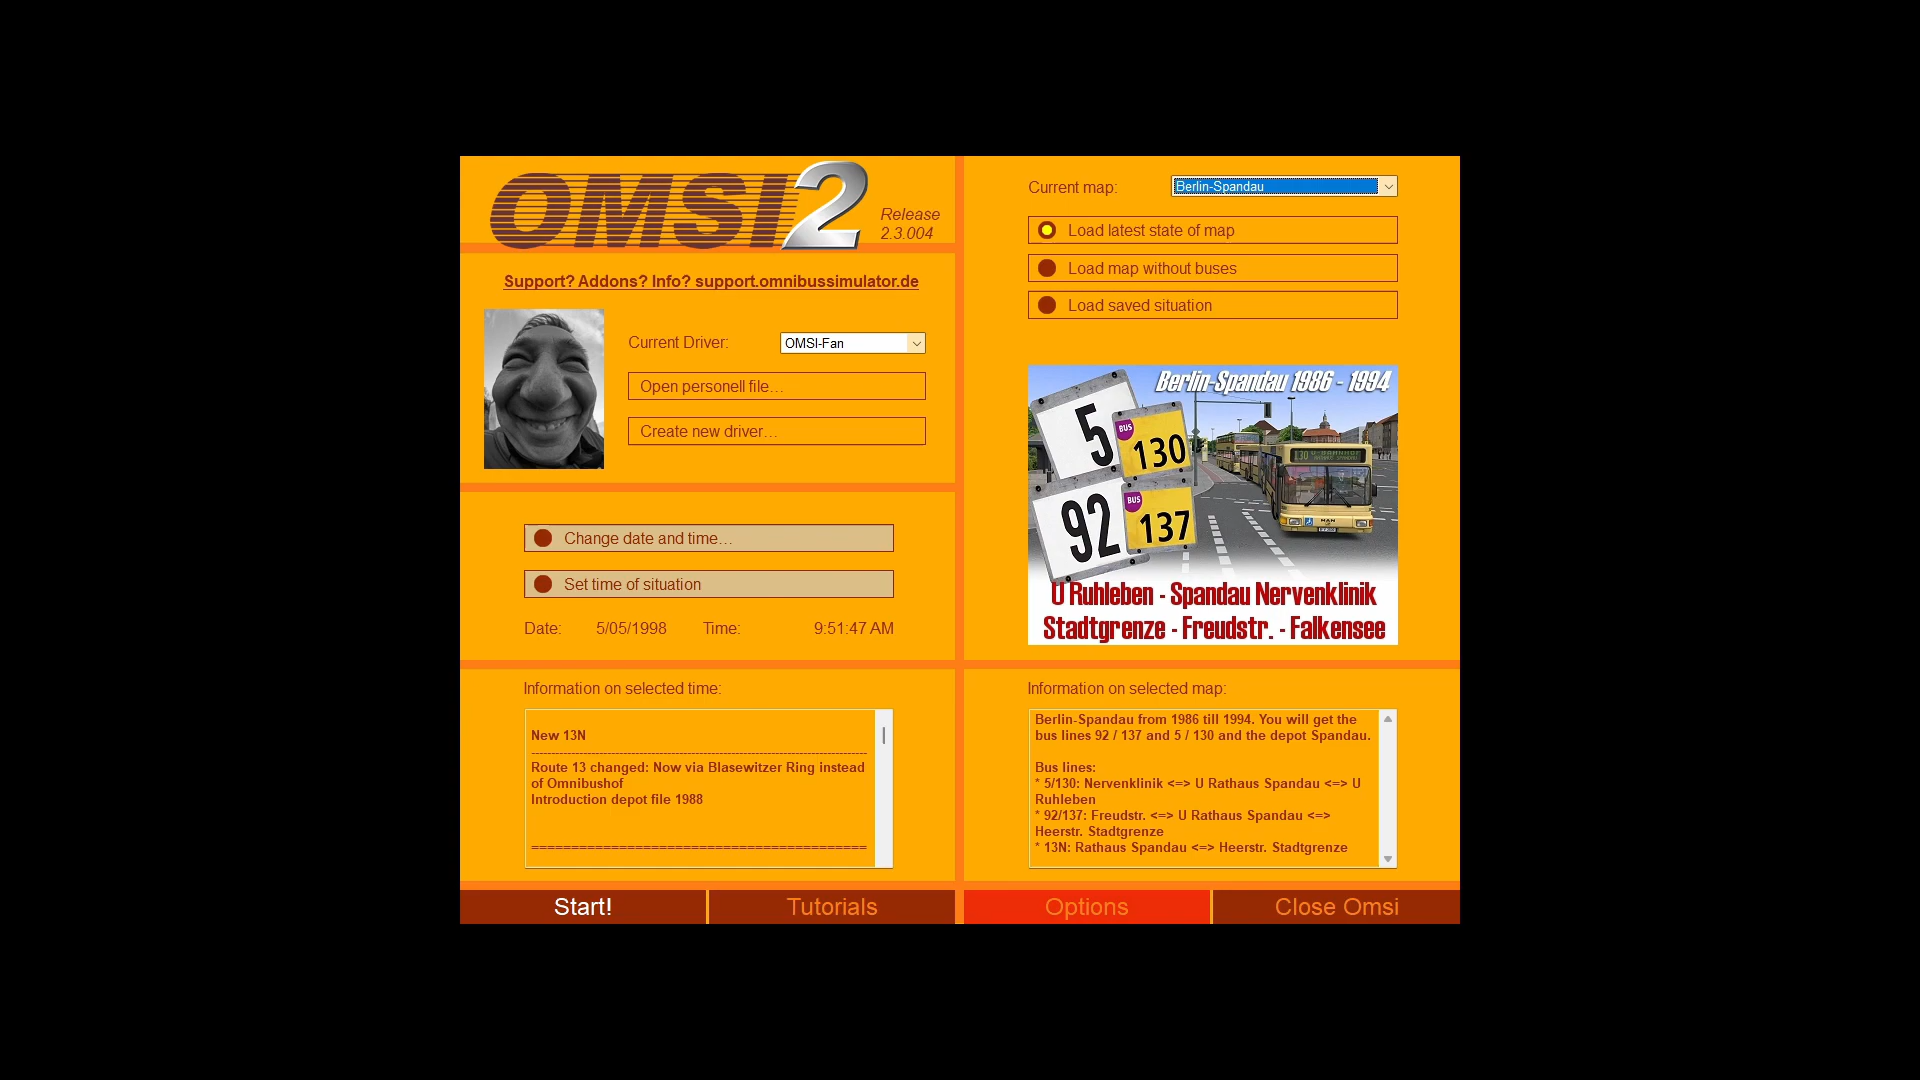 OMSI2
Release
2.3.004
Support? Addons? Info? support.omnibussimulator.de
Current Driver:
OMSI-Fan
Open personell file...
Create new driver...
Change date and time...
Set time of situation
Date:
5/05/1998
Time:
9:51:47 AM
Information on selected time:
New 13N
Route 13 changed: Now via Blasewitzer Ring instead
of Omnibushof
Introduction depot file 1988
==========================================
Current map:
Berlin-Spandau
Load latest state of map
Load map without buses
Load saved situation
Berlin-Spandau 1986 - 1994
5
BUS
130
92
BUS
137
130 U-BAHNHOF
MAN
U Ruhleben - Spandau Nervenklinik
Stadtgrenze - Freudstr. - Falkensee
Information on selected map:
Berlin-Spandau from 1986 till 1994. You will get the
bus lines 92 / 137 and 5 / 130 and the depot Spandau.
Bus lines:
* 5/130: Nervenklinik <=> U Rathaus Spandau <=> U
Ruhleben
* 92/137: Freudstr. <=> U Rathaus Spandau <=>
Heerstr. Stadtgrenze
* 13N: Rathaus Spandau <=> Heerstr. Stadtgrenze
Start!
Tutorials
Options
Close Omsi